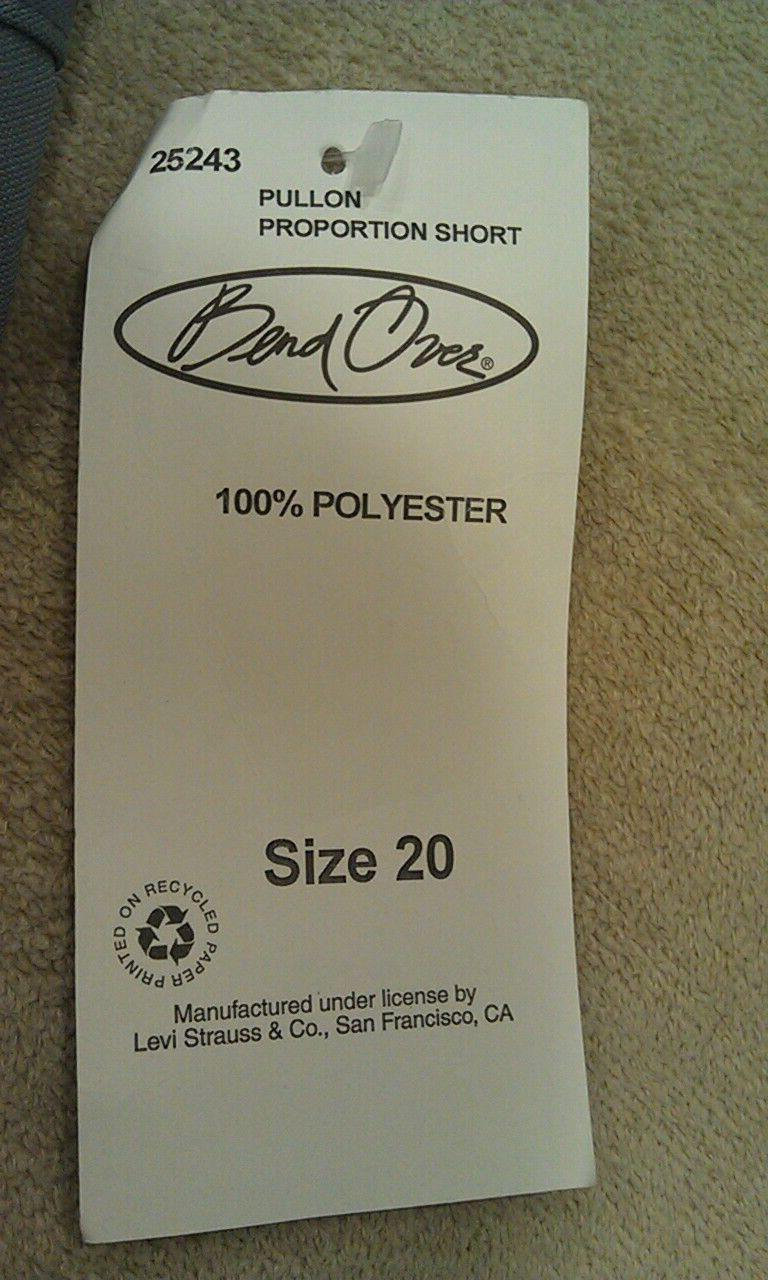 25243
PULLON
PROPORTION SHORT
Bend Over®
100% POLYESTER
Size 20
PRINTED ON RECYCLED PAPER
Manufactured under license by
Levi Strauss & Co., San Francisco, CA